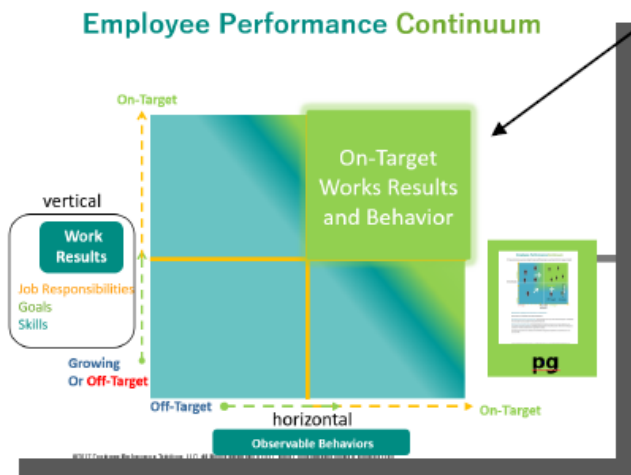 Employee Performance Continuum
On-Target
On-Target
Works Results
and Behavior
vertical
Work
Results
Job Responsibilities
Goals
Skills
Growing
Or Off-Target
Off-Target
horizontal
On-Target
Observable Behaviors
pg